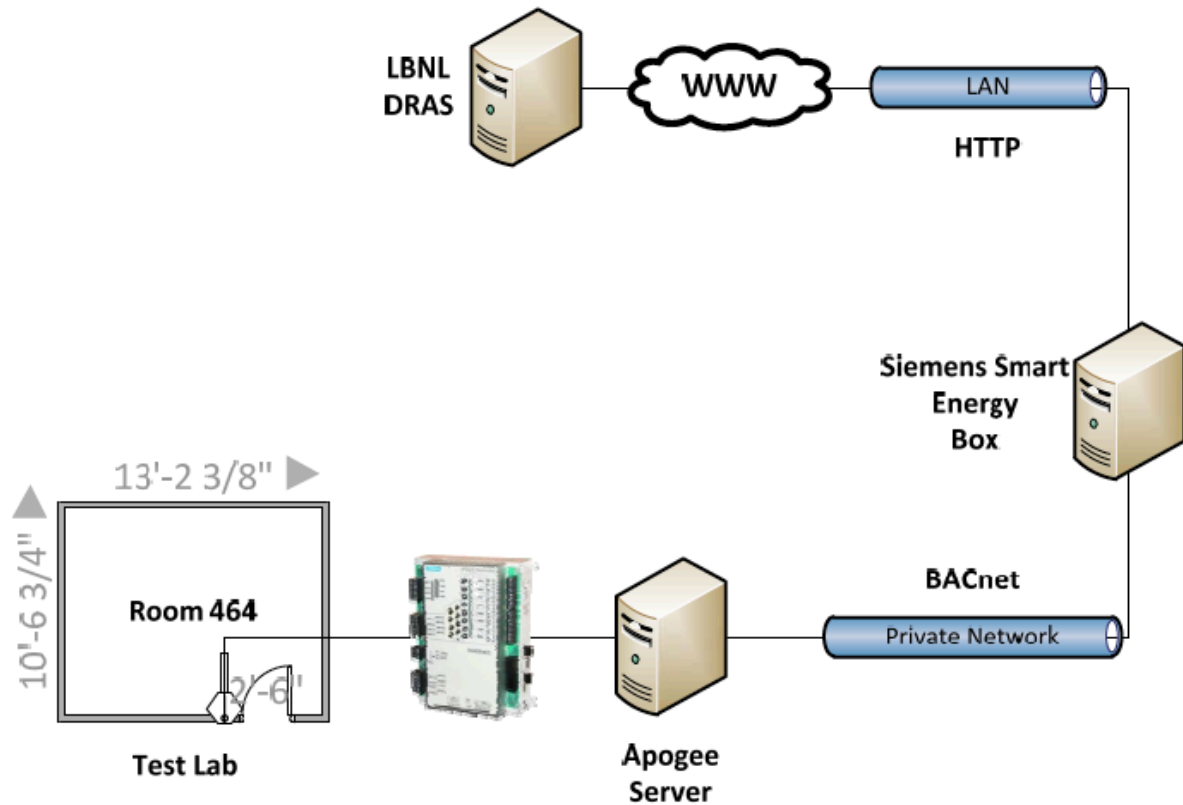 LBNL
DRAS
WWW
LAN
HTTP
Siemens Smart
Energy
Box
BACnet
Private Network
Apogee
Server
13'-2 3/8"
10'-6 3/4"
Room 464
2'-6"
Test Lab